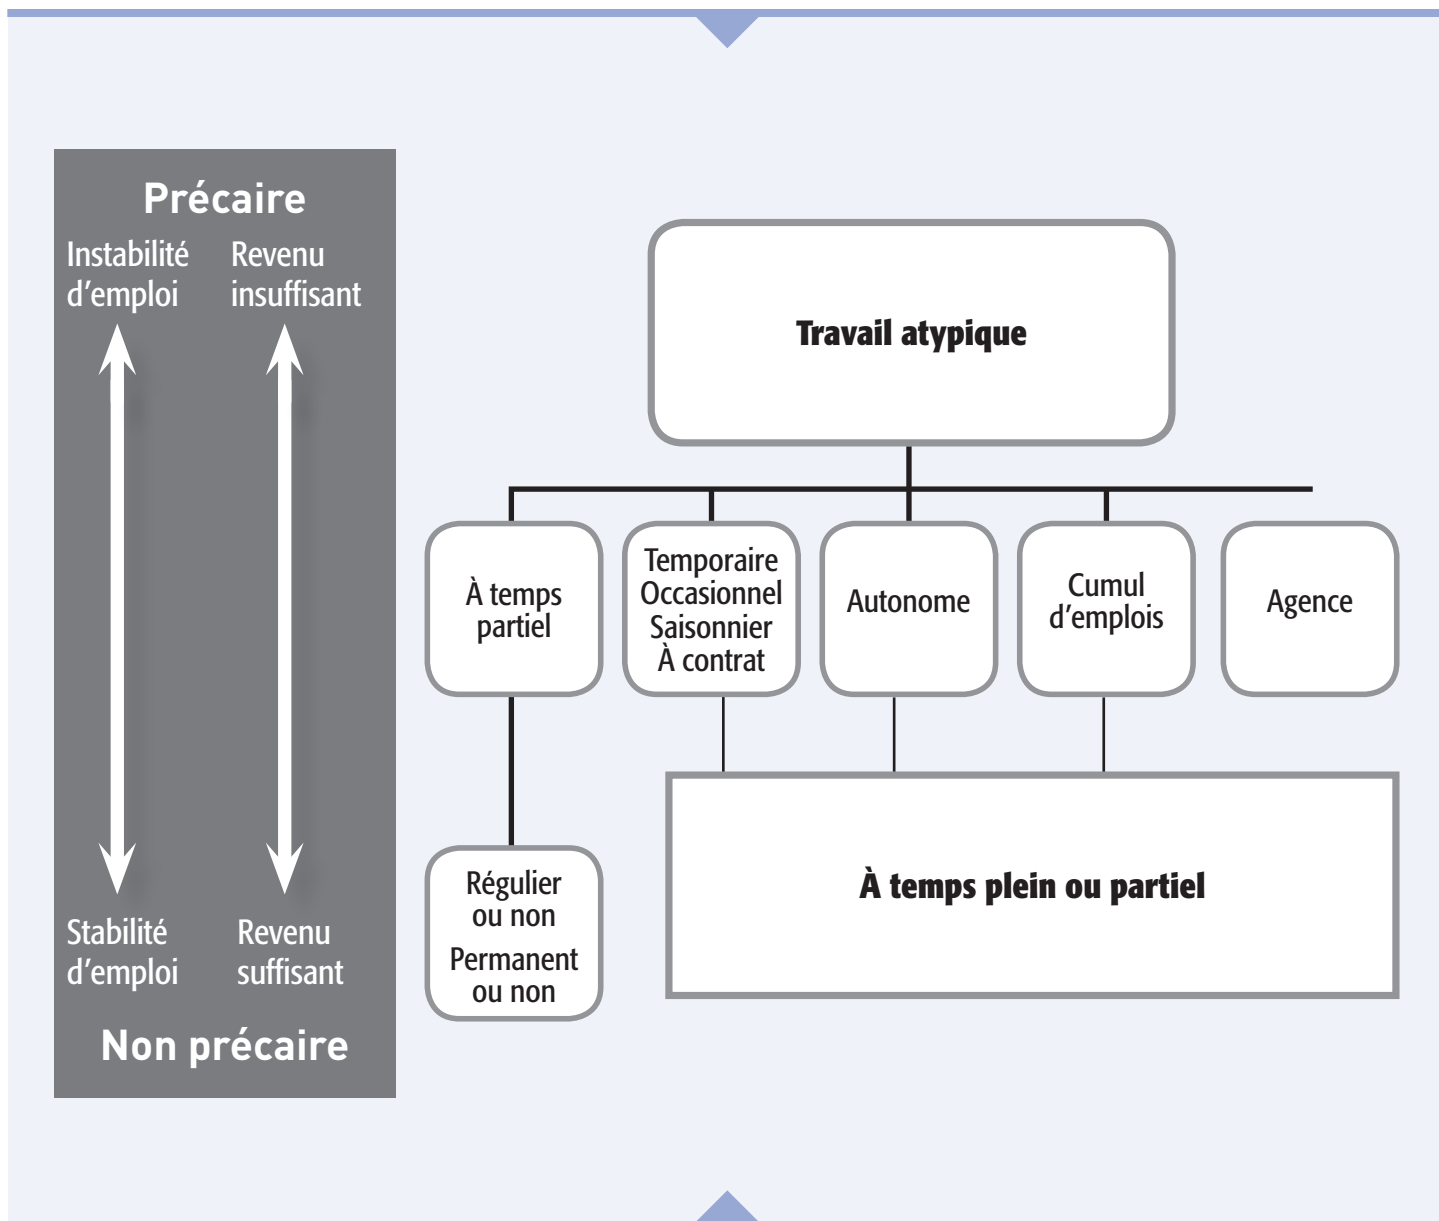 Précaire
Instabilité
d'emploi
Revenu
insuffisant
Stabilité
d'emploi
Revenu
suffisant
Non précaire
Travail atypique
À temps
partiel
Temporaire
Occasionnel
Saisonnier
À contrat
Autonome
Cumul
d'emplois
Agence
Régulier
ou non
Permanent
ou non
À temps plein ou partiel